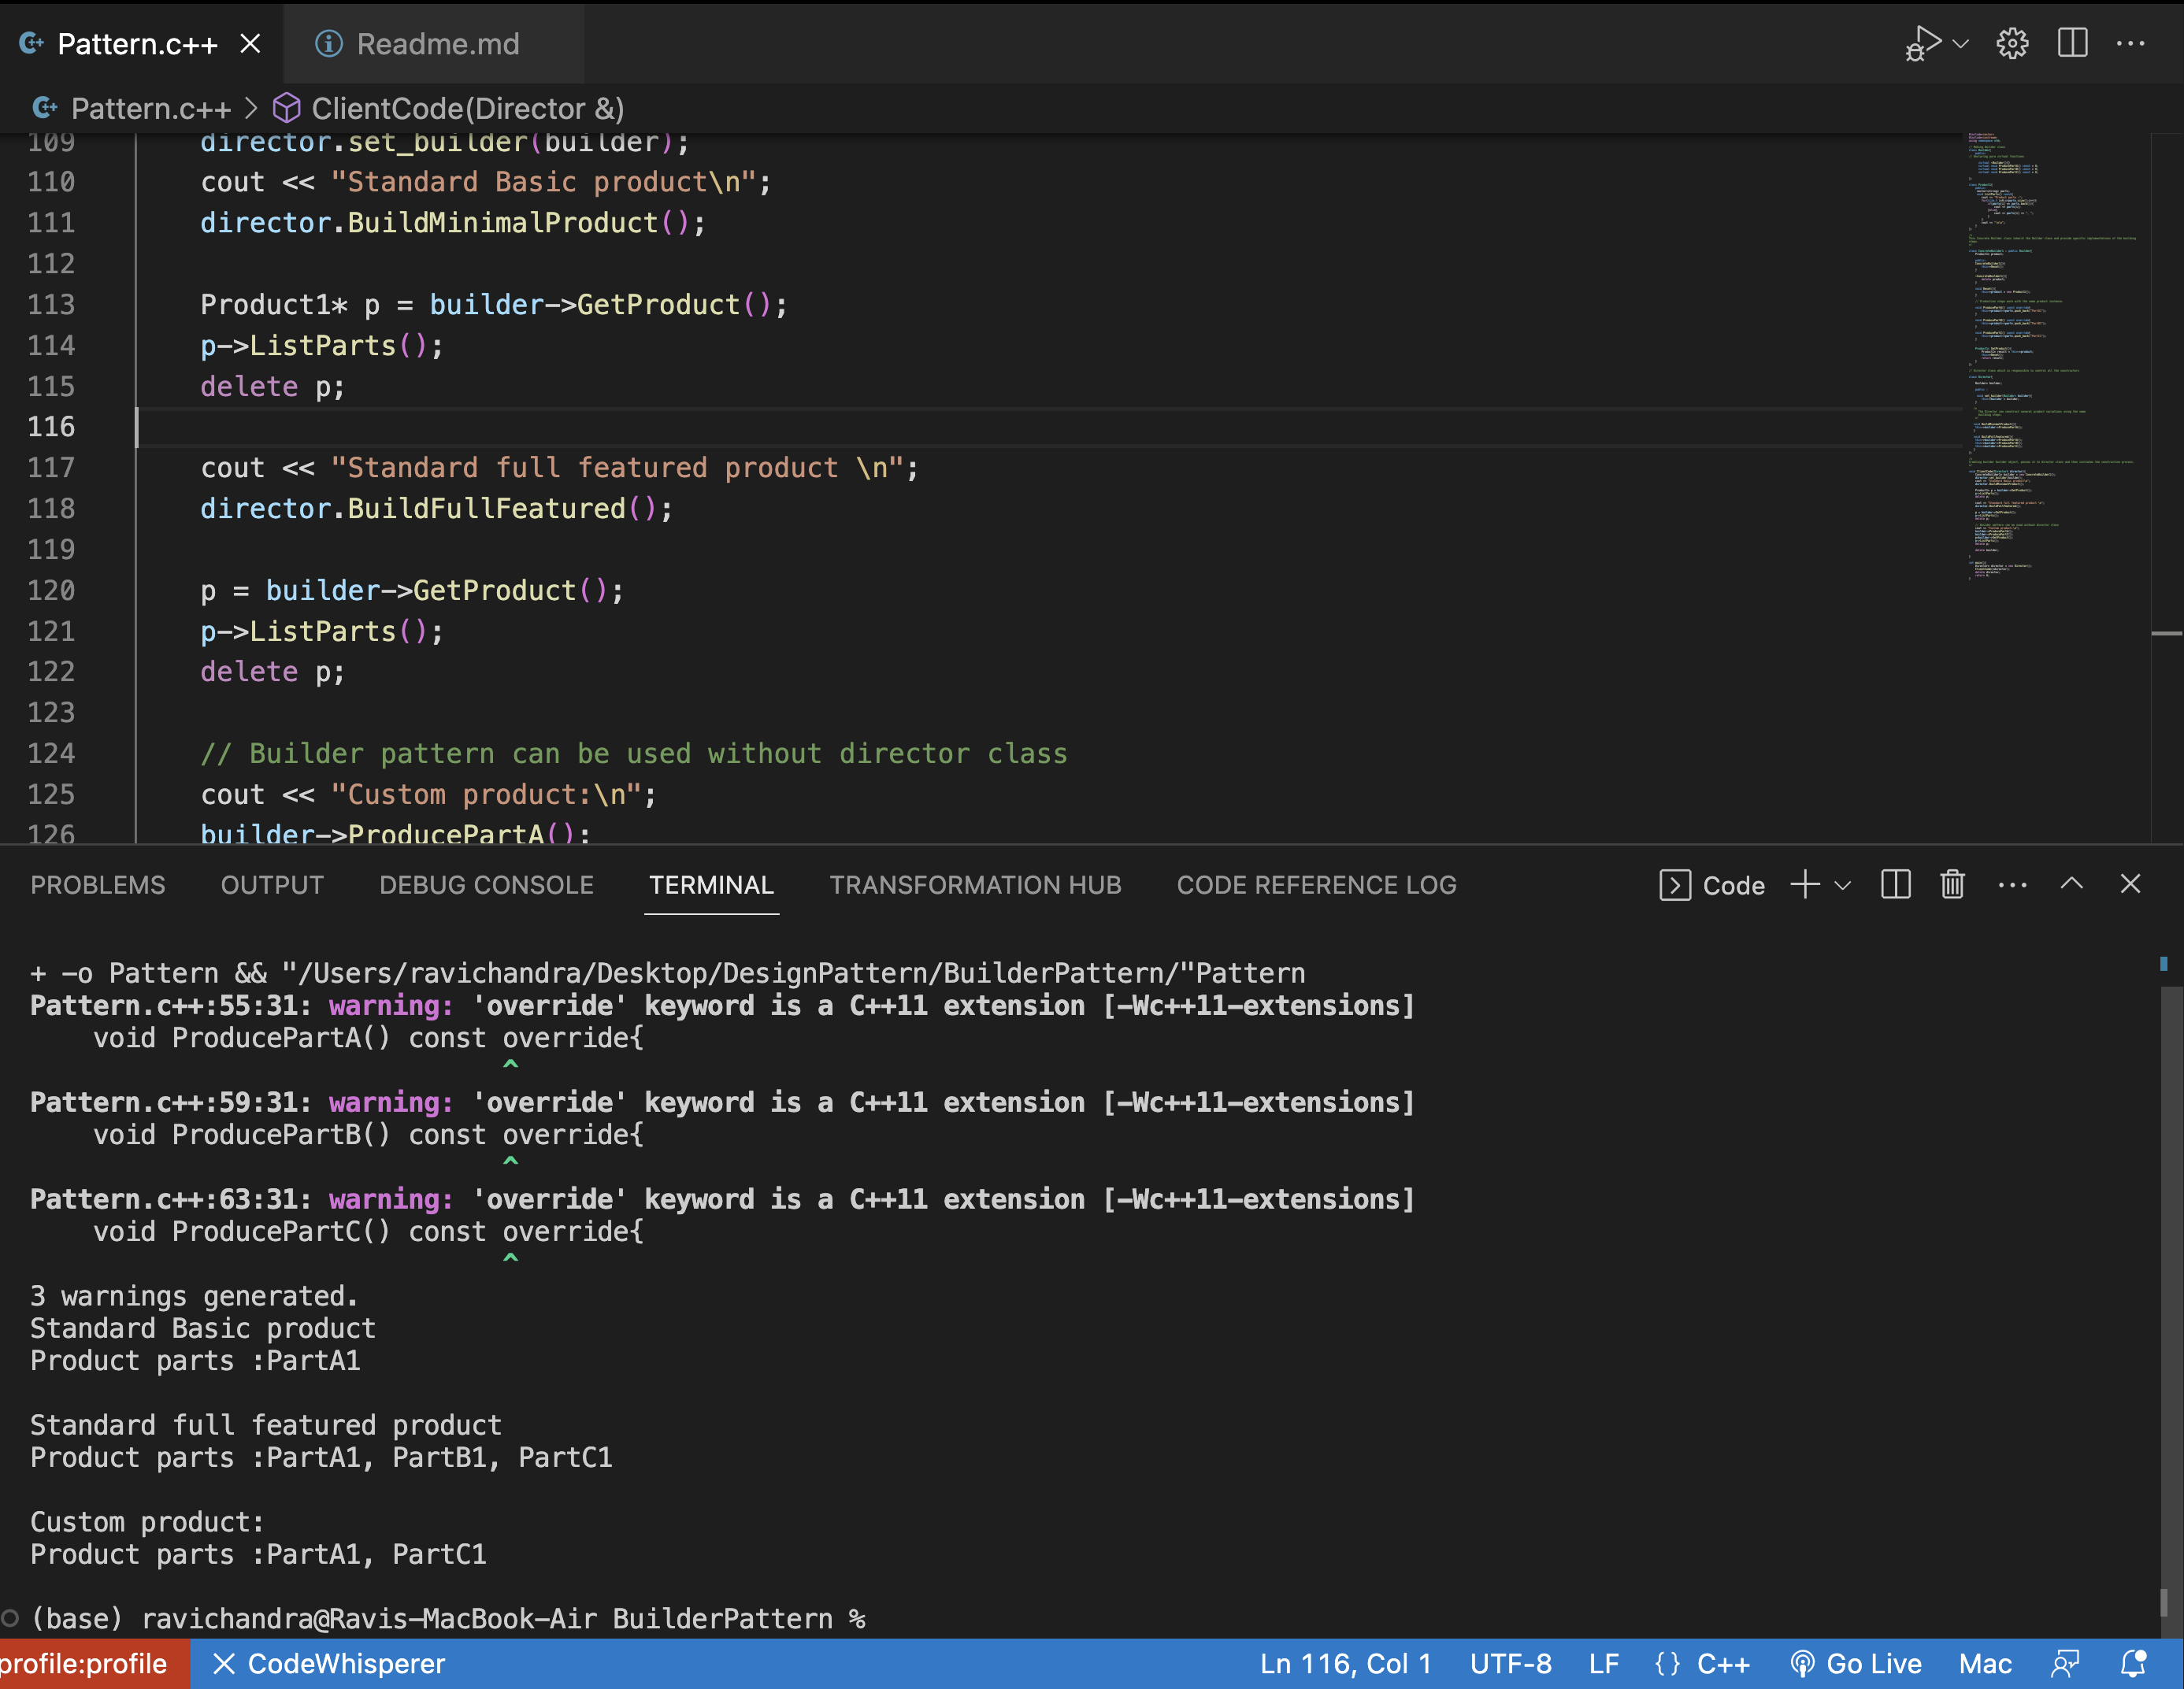 Pattern.c++
Readme.md
Pattern.c++ > ClientCode(Director &)
109 director.set_builder(builder);
110 cout << "Standard Basic product\n";
111 director.BuildMinimalProduct();
112
113 Product1* p = builder->GetProduct();
114 p->ListParts();
115 delete p;
116
117 cout << "Standard full featured product \n";
118 director.BuildFullFeatured();
119
120 p = builder->GetProduct();
121 p->ListParts();
122 delete p;
123
124 // Builder pattern can be used without director class
125 cout << "Custom product:\n";
126 builder->ProducePartA();
PROBLEMS OUTPUT DEBUG CONSOLE TERMINAL TRANSFORMATION HUB CODE REFERENCE LOG Code
+ -o Pattern && "/Users/ravichandra/Desktop/DesignPattern/BuilderPattern/"Pattern
Pattern.c++:55:31: warning: 'override' keyword is a C++11 extension [-Wc++11-extensions]
void ProducePartA() const override{
^
Pattern.c++:59:31: warning: 'override' keyword is a C++11 extension [-Wc++11-extensions]
void ProducePartB() const override{
^
Pattern.c++:63:31: warning: 'override' keyword is a C++11 extension [-Wc++11-extensions]
void ProducePartC() const override{
^
3 warnings generated.
Standard Basic product
Product parts :PartA1
Standard full featured product
Product parts :PartA1, PartB1, PartC1
Custom product:
Product parts :PartA1, PartC1
(base) ravichandra@Ravis-MacBook-Air BuilderPattern %
profile:profile CodeWhisperer Ln 116, Col 1 UTF-8 LF {} C++ Go Live Mac